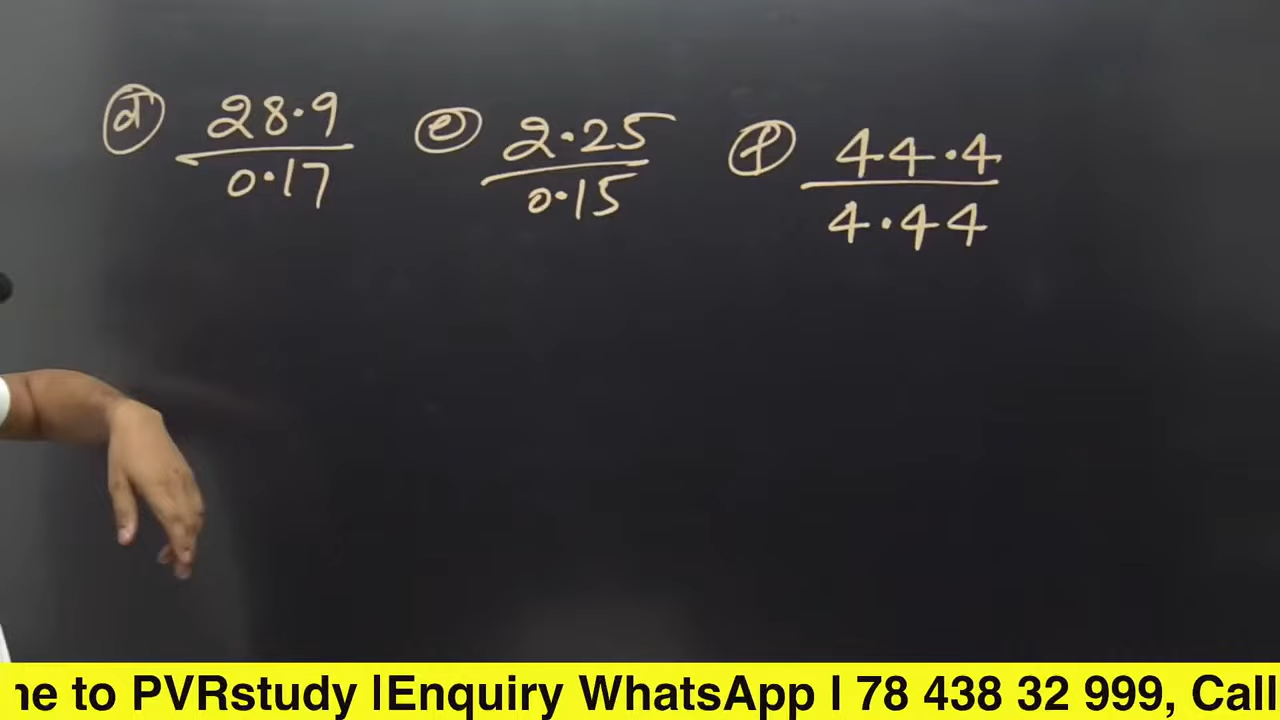 d 28.9 e 2.25 f 44.4
0.17 0.15 4.44
ne to PVRstudy |Enquiry WhatsApp | 78 438 32 999, Call